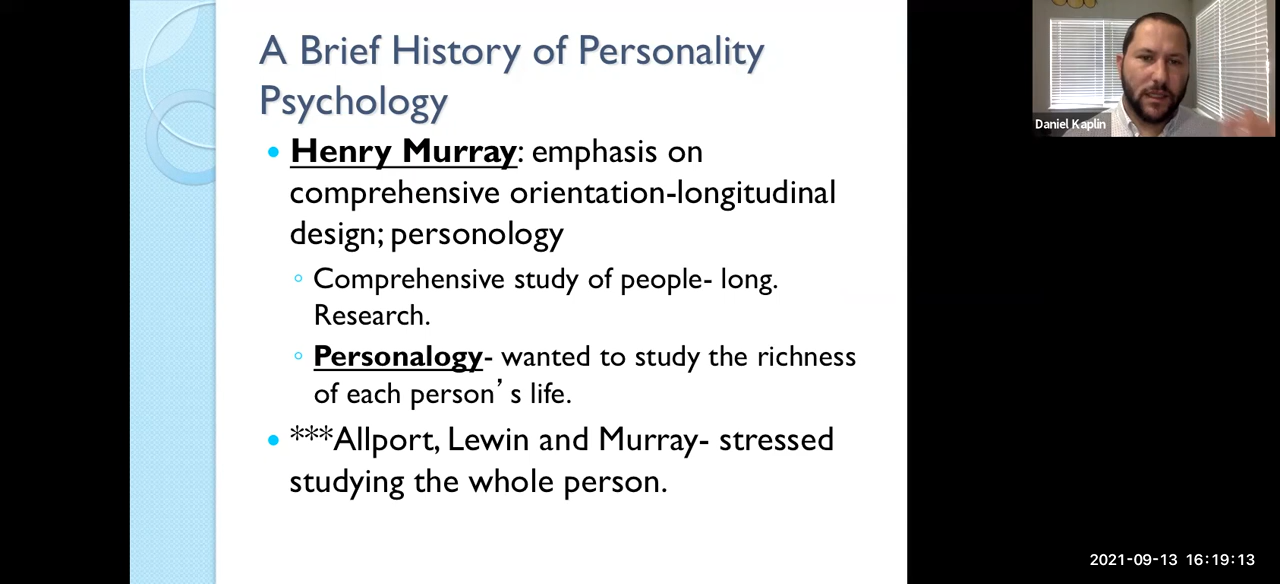 A Brief History of Personality
Psychology
• Henry Murray: emphasis on
comprehensive orientation-longitudinal
design; personology
◦ Comprehensive study of people- long.
Research.
◦ Personalogy- wanted to study the richness
of each person’s life.
• ***Allport, Lewin and Murray- stressed
studying the whole person.
Daniel Kaplin
2021-09-13 16:19:13